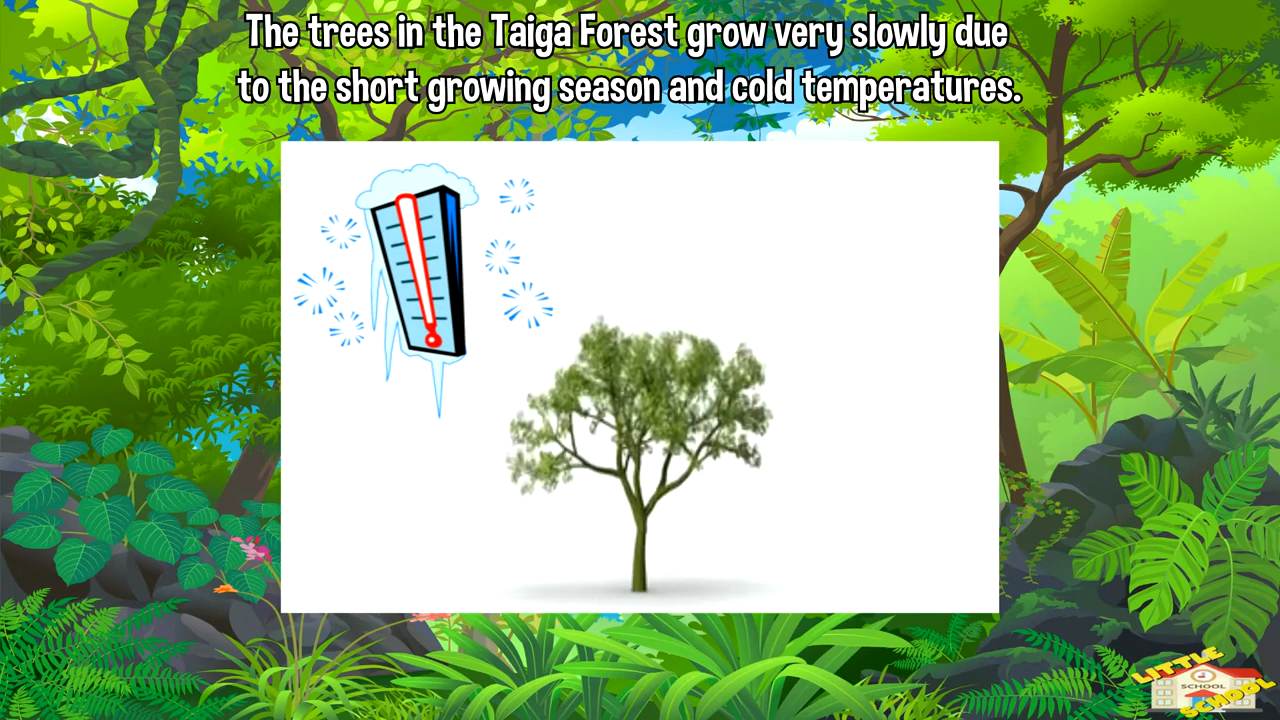 The trees in the Taiga Forest grow very slowly due
to the short growing season and cold temperatures.
LITTLE
SCHOOL
SCHOOL